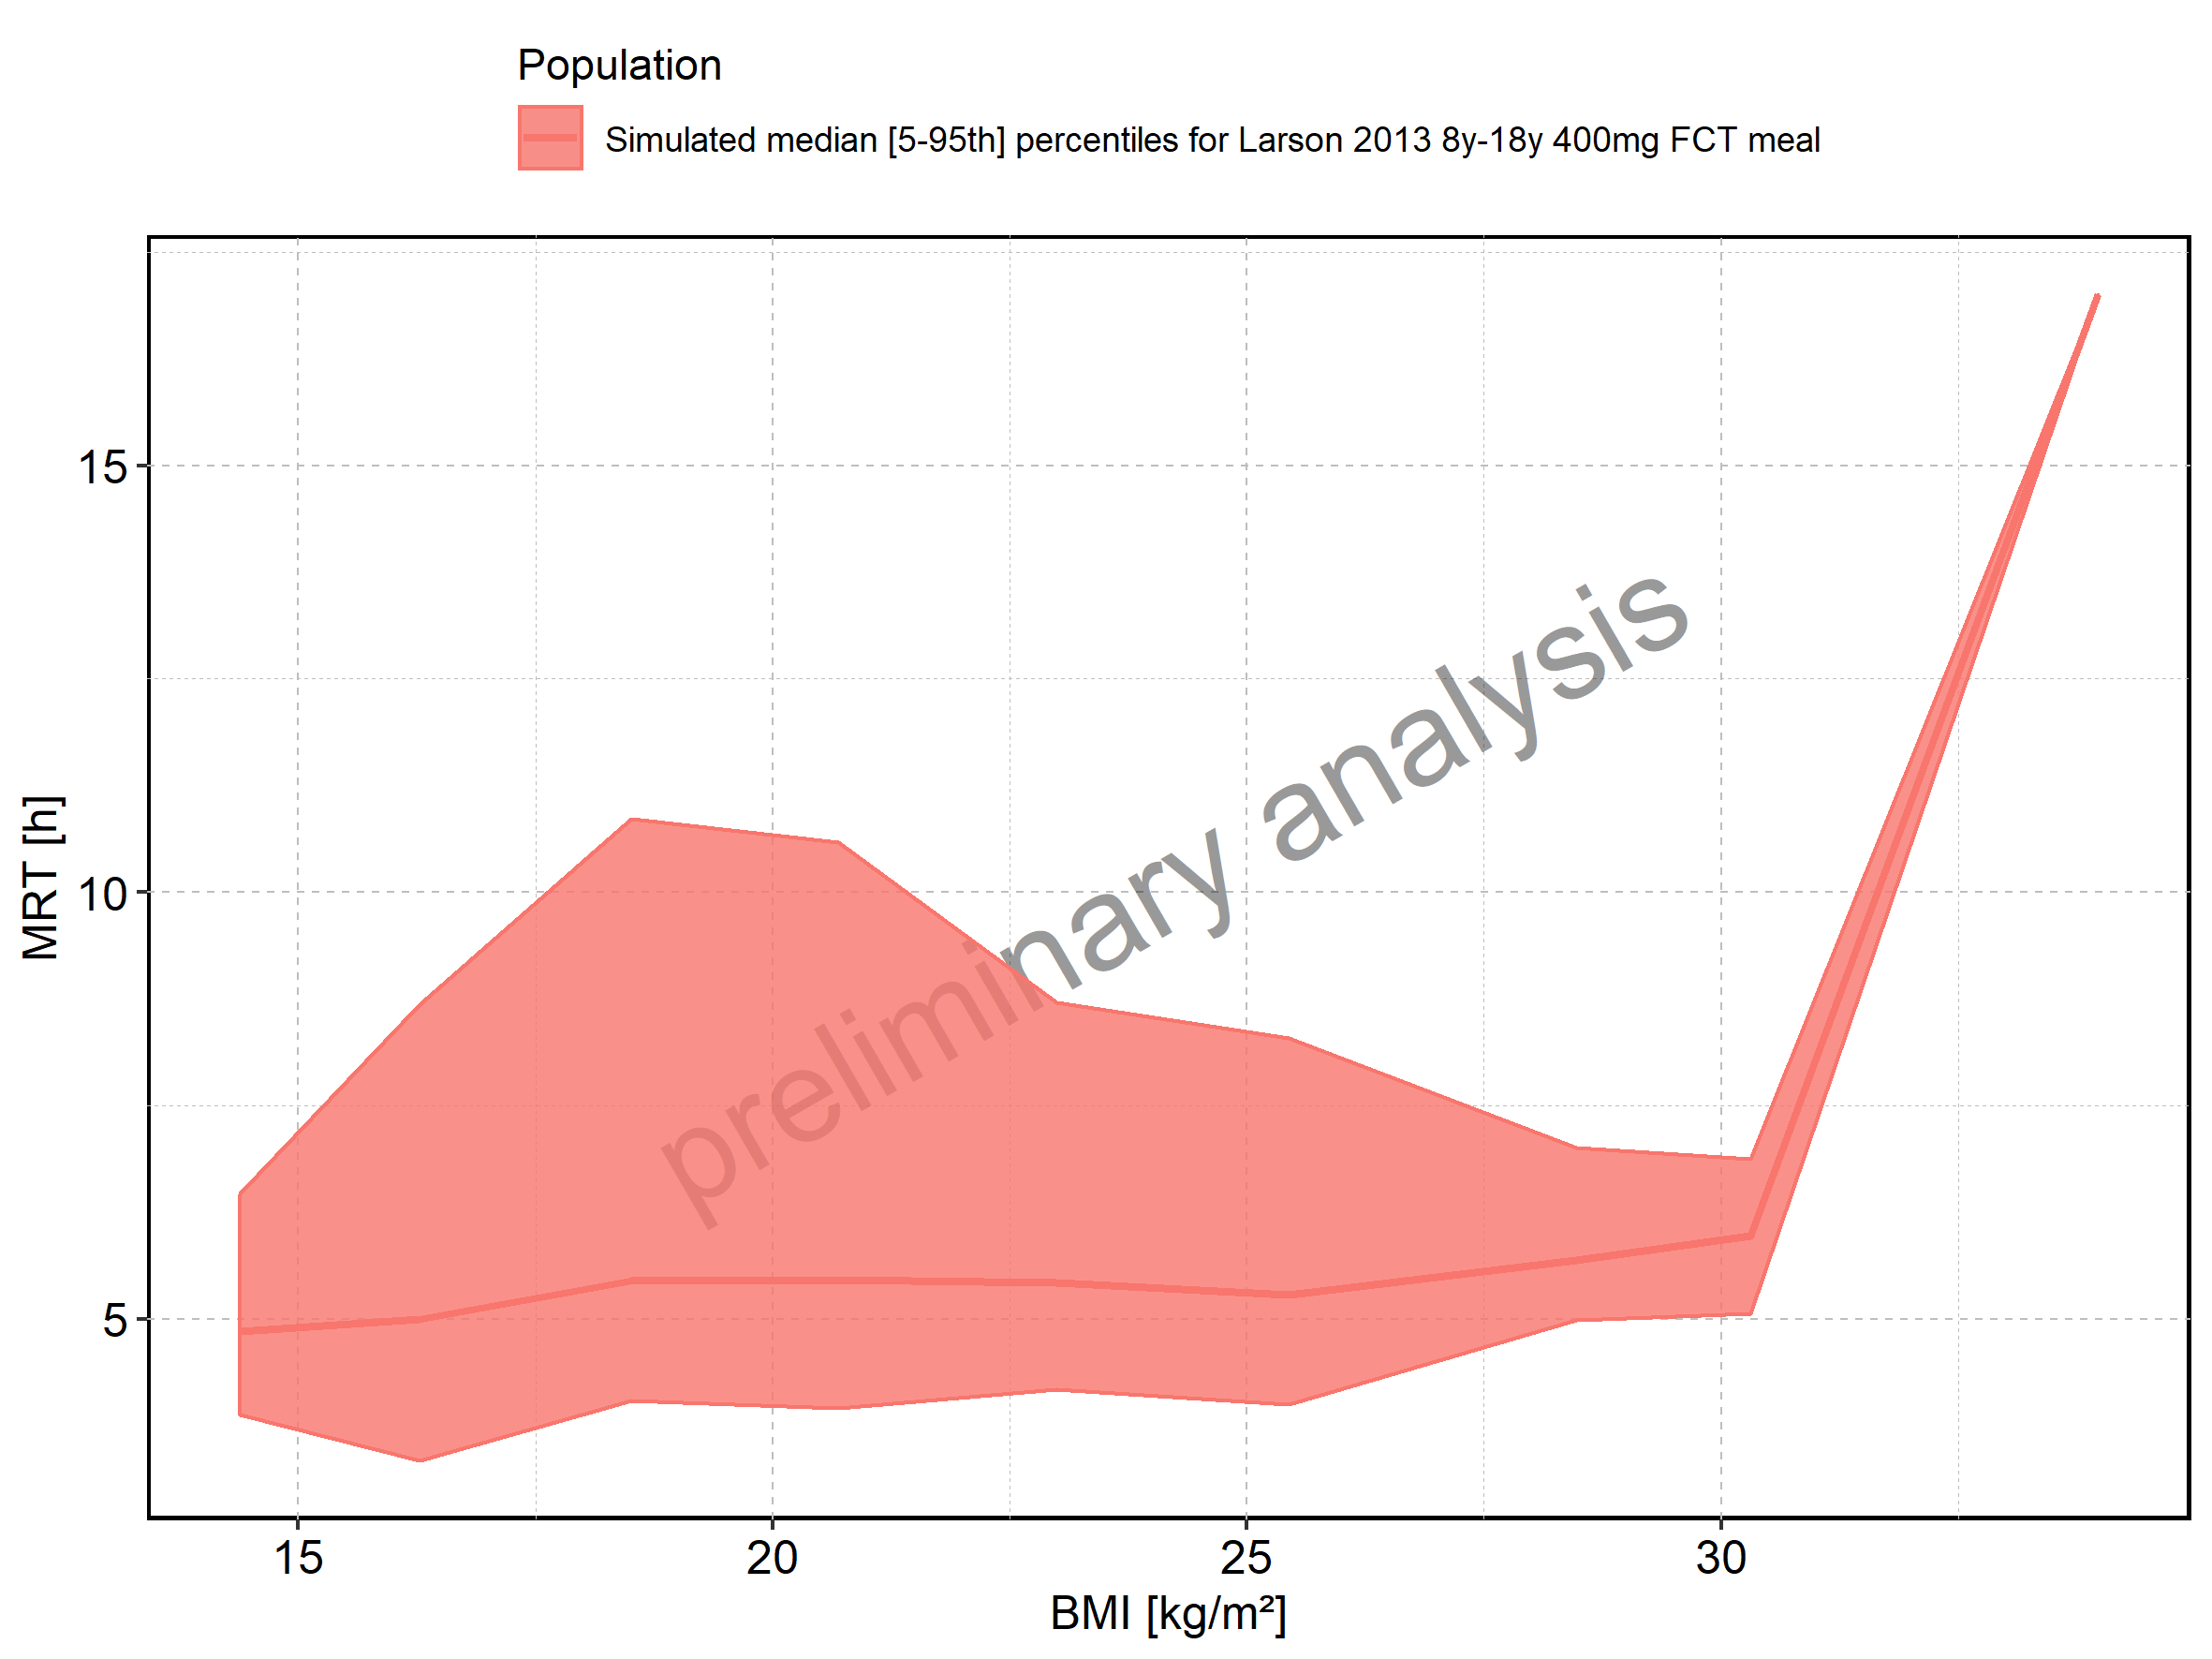 Population
Simulated median [5-95th] percentiles for Larson 2013 8y-18y 400mg FCT meal
15
10
5
MRT [h]
preliminary analysis
15 20 25 30
BMI [kg/m²]